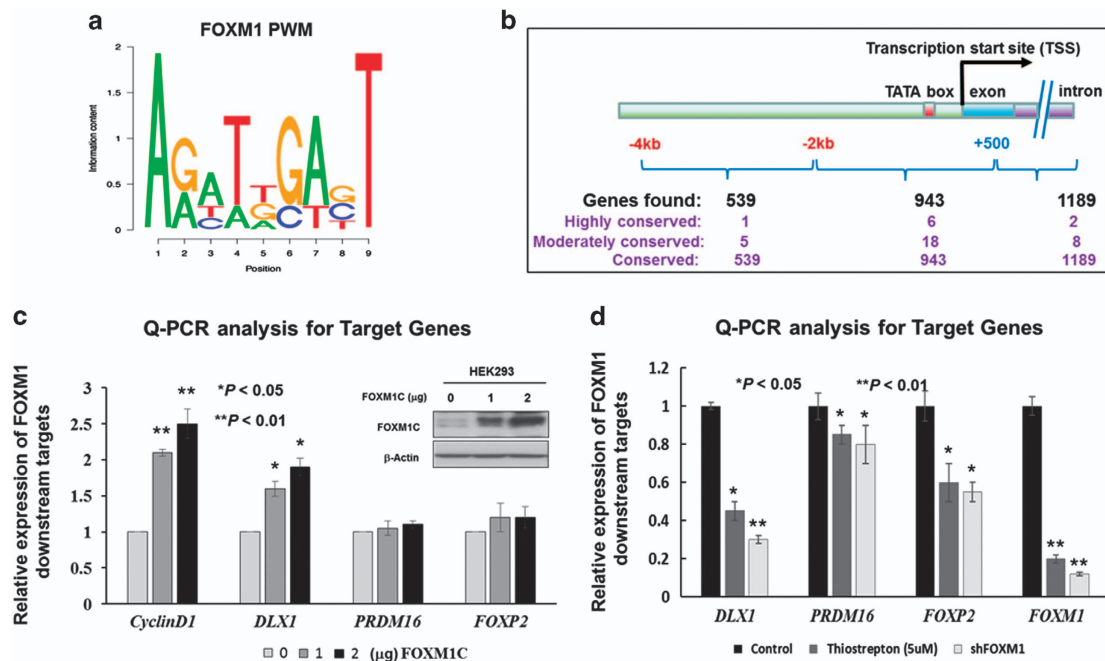 a
FOXM1 PWM
Information content
2
1.5
1
0.5
0
A G A T T G A G T
A T A G C T C
C A T
1 2 3 4 5 6 7 8 9
Position
b
Transcription start site (TSS)
TATA box exon intron
-4kb -2kb +500
Genes found: 539 943 1189
Highly conserved: 1 6 2
Moderately conserved: 5 18 8
Conserved: 539 943 1189
c
Q-PCR analysis for Target Genes
Relative expression of FOXM1
downstream targets
3
2.5
2
1.5
1
0.5
0
** ** * *
*P < 0.05
**P < 0.01
HEK293
FOXM1C (μg) 0 1 2
FOXM1C
β-Actin
CyclinD1 DLX1 PRDM16 FOXP2
0 1 2 (μg) FOXM1C
d
Q-PCR analysis for Target Genes
Relative expression of FOXM1
downstream targets
1.2
1
0.8
0.6
0.4
0.2
0
*P < 0.05 **P < 0.01
* ** * * * * ** **
DLX1 PRDM16 FOXP2 FOXM1
Control Thiostrepton (5uM) shFOXM1